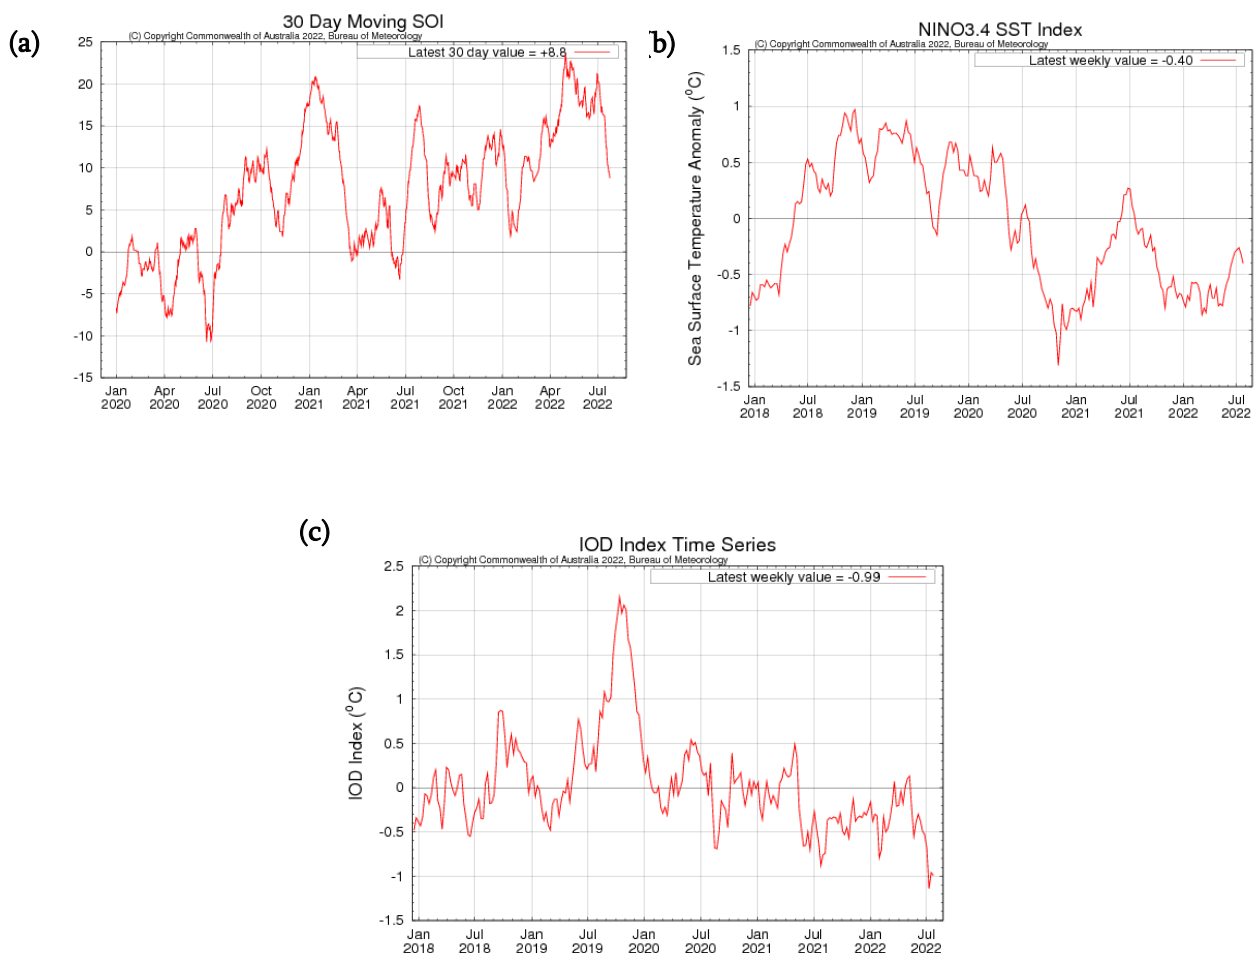 (a)
30 Day Moving SOI
(C) Copyright Commonwealth of Australia 2022, Bureau of Meteorology
Latest 30 day value = +8.8
25
20
15
10
5
0
-5
-10
-15
Jan Apr Jul Oct Jan Apr Jul Oct Jan Apr Jul
2020 2020 2020 2020 2021 2021 2021 2021 2022 2022 2022
b)
NINO3.4 SST Index
(C) Copyright Commonwealth of Australia 2022, Bureau of Meteorology
Latest weekly value = -0.40
Sea Surface Temperature Anomaly (⁰C)
1.5
1
0.5
0
-0.5
-1
-1.5
Jan Jul Jan Jul Jan Jul Jan Jul Jan Jul
2018 2018 2019 2019 2020 2020 2021 2021 2022 2022
(c)
IOD Index Time Series
(C) Copyright Commonwealth of Australia 2022, Bureau of Meteorology
Latest weekly value = -0.99
IOD Index (⁰C)
2.5
2
1.5
1
0.5
0
-0.5
-1
-1.5
Jan Jul Jan Jul Jan Jul Jan Jul Jan Jul
2018 2018 2019 2019 2020 2020 2021 2021 2022 2022